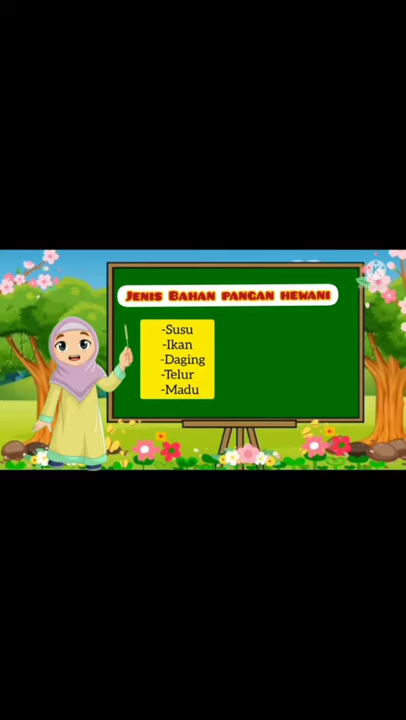 Jenis Bahan pangan hewani
-Susu
-Ikan
-Daging
-Telur
-Madu